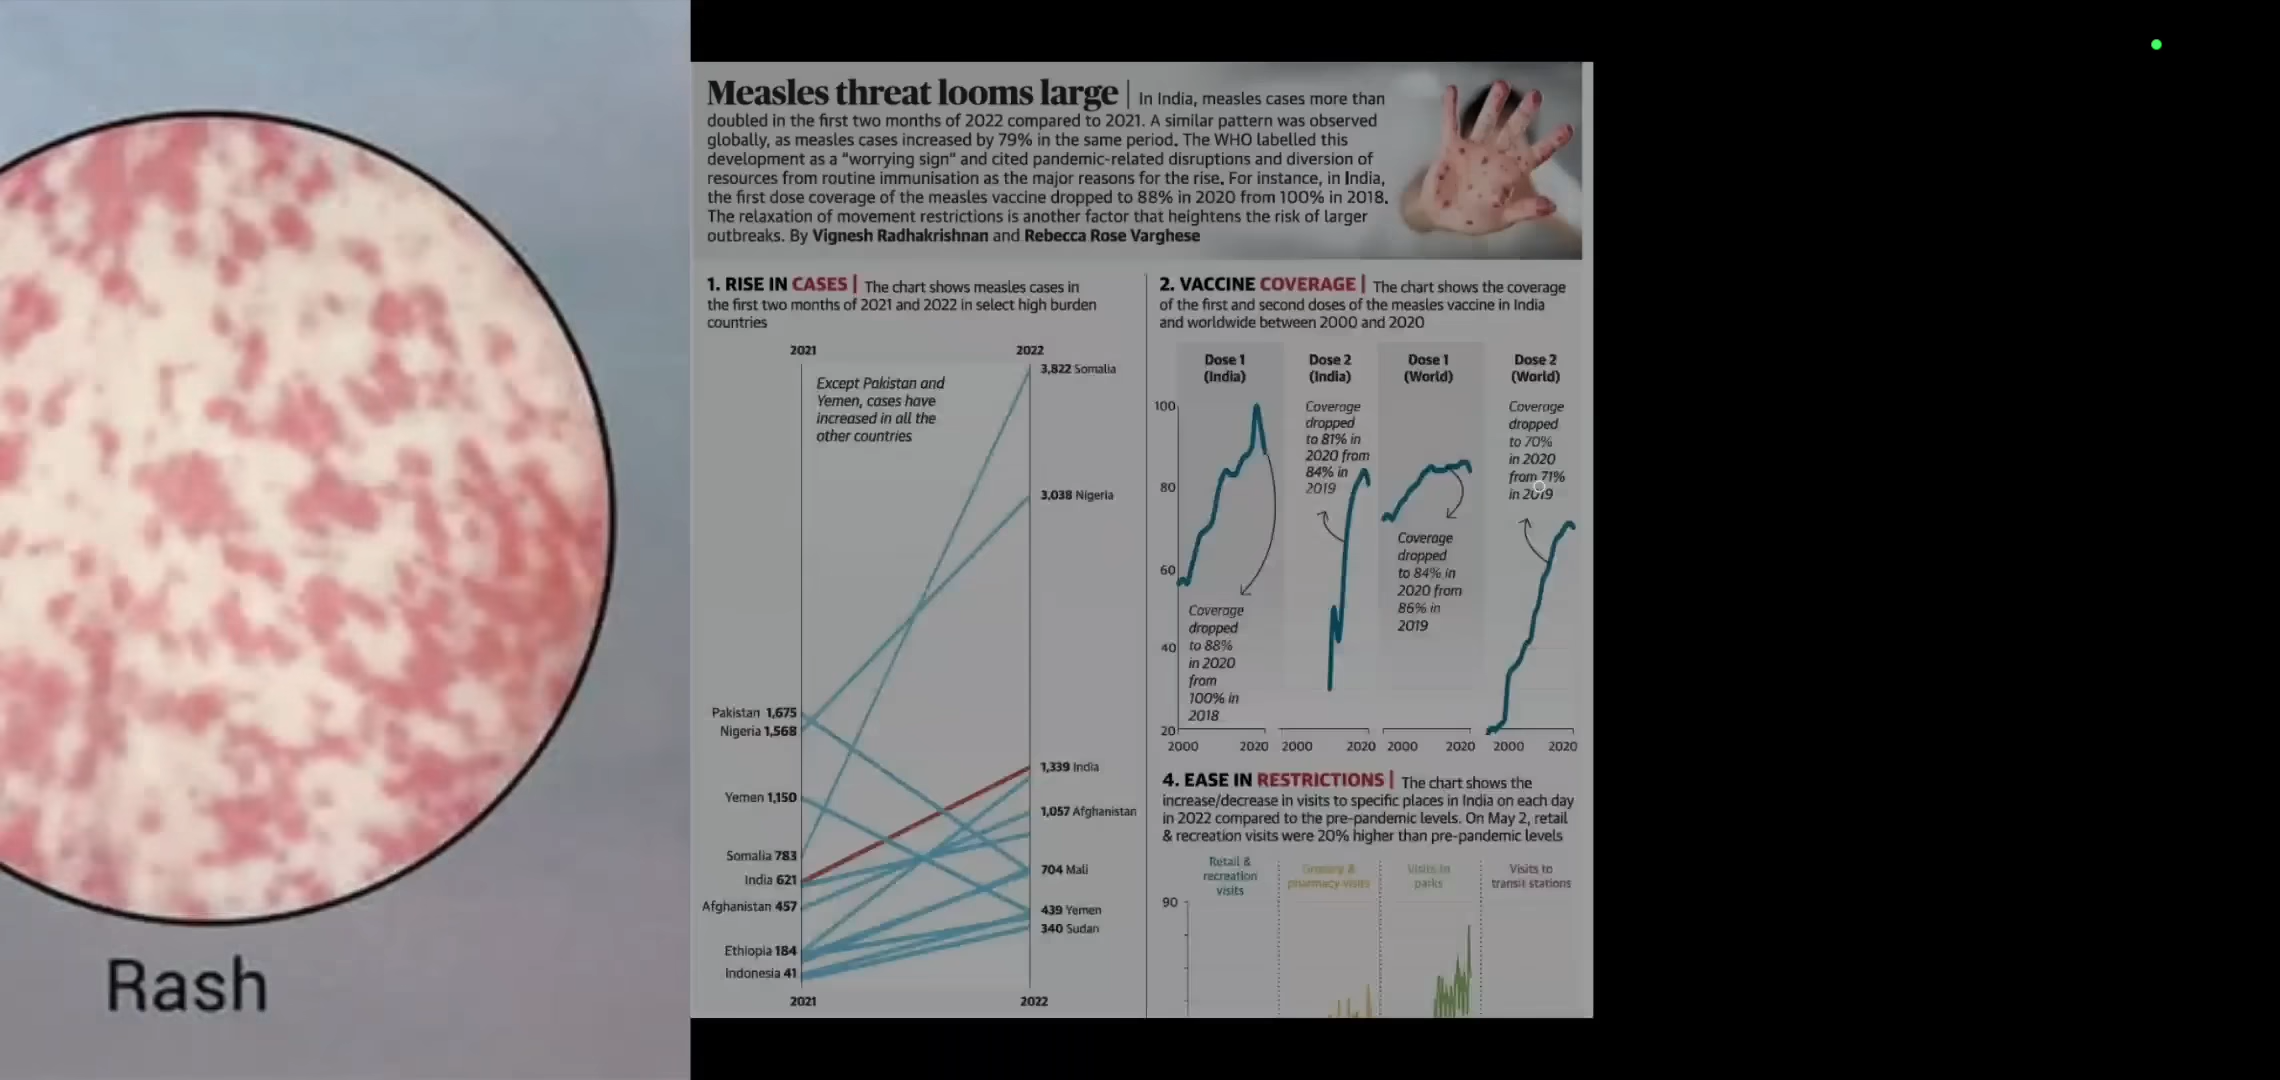 Rash
Measles threat looms large | In India, measles cases more than
doubled in the first two months of 2022 compared to 2021. A similar pattern was observed
globally, as measles cases increased by 79% in the same period. The WHO labelled this
development as a "worrying sign" and cited pandemic-related disruptions and diversion of
resources from routine immunisation as the major reasons for the rise. For instance, in India,
the first dose coverage of the measles vaccine dropped to 88% in 2020 from 100% in 2018.
The relaxation of movement restrictions is another factor that heightens the risk of larger
outbreaks. By Vignesh Radhakrishnan and Rebecca Rose Varghese
1. RISE IN CASES | The chart shows measles cases in
the first two months of 2021 and 2022 in select high burden
countries
2021
2022
Except Pakistan and
Yemen, cases have
increased in all the
other countries
3,822 Somalia
3,038 Nigeria
Pakistan 1,675
Nigeria 1,568
1,339 India
Yemen 1,150
1,057 Afghanistan
Somalia 783
704 Mali
India 621
Afghanistan 457
439 Yemen
340 Sudan
Ethiopia 184
Indonesia 41
2021
2022
2. VACCINE COVERAGE | The chart shows the coverage
of the first and second doses of the measles vaccine in India
and worldwide between 2000 and 2020
Dose 1
(India)
Dose 2
(India)
Dose 1
(World)
Dose 2
(World)
100
80
60
40
20
Coverage
dropped
to 88%
in 2020
from
100% in
2018
Coverage
dropped
to 81% in
2020 from
84% in
2019
Coverage
dropped
to 84% in
2020 from
86% in
2019
Coverage
dropped
to 70%
in 2020
from 71%
in 2019
2000 2020 2000 2020 2000 2020 2000 2020
4. EASE IN RESTRICTIONS | The chart shows the
increase/decrease in visits to specific places in India on each day
in 2022 compared to the pre-pandemic levels. On May 2, retail
& recreation visits were 20% higher than pre-pandemic levels
Retail &
recreation
visits
Grocery &
pharmacy visits
Visits to
parks
Visits to
transit stations
90